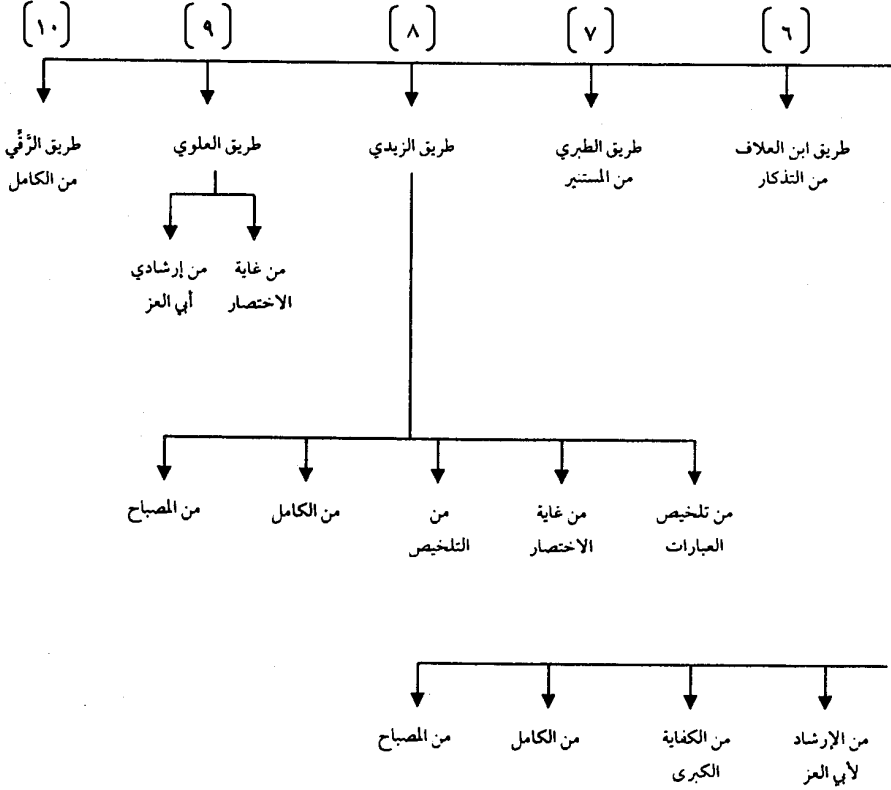 [٦] [٧] [٨] [٩] [١٠]
طريق ابن العلاف
من التذكار
طريق الطبري
من المستنير
طريق الزيدي
طريق العلوي
طريق الرَّقِّي
من الكامل
من غاية
الاختصار
من إرشادي
أبي العز
من تلخيص
العبارات
من غاية
الاختصار
من
التلخيص
من الكامل
من المصباح
من الإرشاد
لأبي العز
من الكفاية
الكبرى
من الكامل
من المصباح